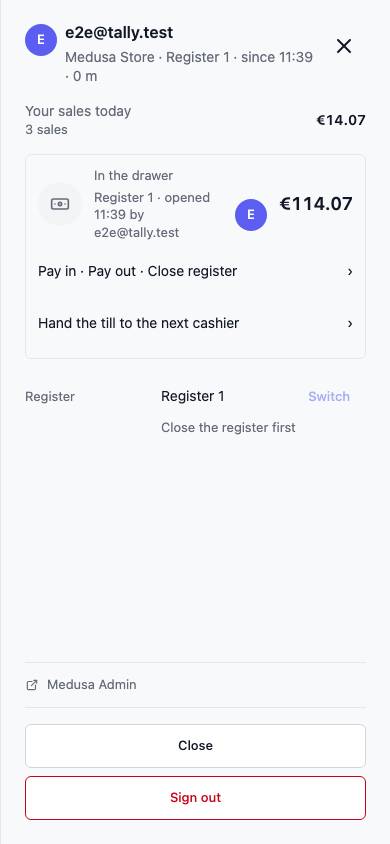 E
e2e@tally.test
Medusa Store · Register 1 · since 11:39
· 0 m
Your sales today
3 sales
€14.07
In the drawer
Register 1 · opened
11:39 by
e2e@tally.test
E
€114.07
Pay in · Pay out · Close register ›
Hand the till to the next cashier ›
Register Register 1 Switch
Close the register first
Medusa Admin
Close
Sign out